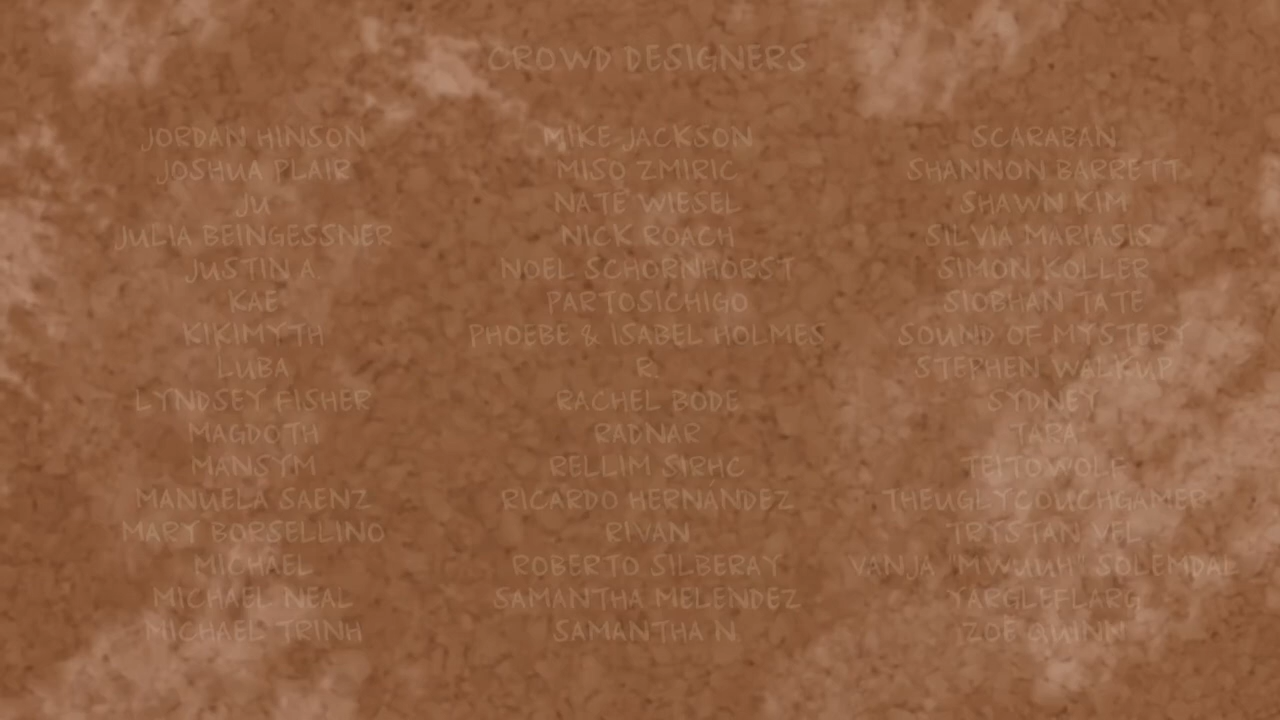 CROWD DESIGNERS
JORDAN HINSON
JOSHUA PLAIR
JU
JULIA BEINGESSNER
JUSTIN A.
KAE
KIKIMYTH
LUBA
LYNDSEY FISHER
MAGDOTH
MANSYM
MANUELA SAENZ
MARY BORSELLINO
MICHAEL
MICHAEL NEAL
MICHAEL TRINH
MIKE JACKSON
MISO ZMIRIC
NATE WIESEL
NICK ROACH
NOEL SCHORNHORST
PARTOSICHIGO
PHOEBE & ISABEL HOLMES
R.
RACHEL BODE
RADNAR
RELLIM SIRHC
RICARDO HERNANDEZ
RIVAN
ROBERTO SILBERAY
SAMANTHA MELENDEZ
SAMANTHA N.
SCARABAN
SHANNON BARRETT
SHAWN KIM
SILVIA MARIASIS
SIMON KOLLER
SIOBHAN TATE
SOUND OF MYSTERY
STEPHEN WALKUP
SYDNEY
TARA
TEITOWOLF
THEUGLYCOUCHGAMER
TRISTAN VEL
VANJA "MWUUH" SOLEMDAL
YARGLEFLARG
ZOE QUINN